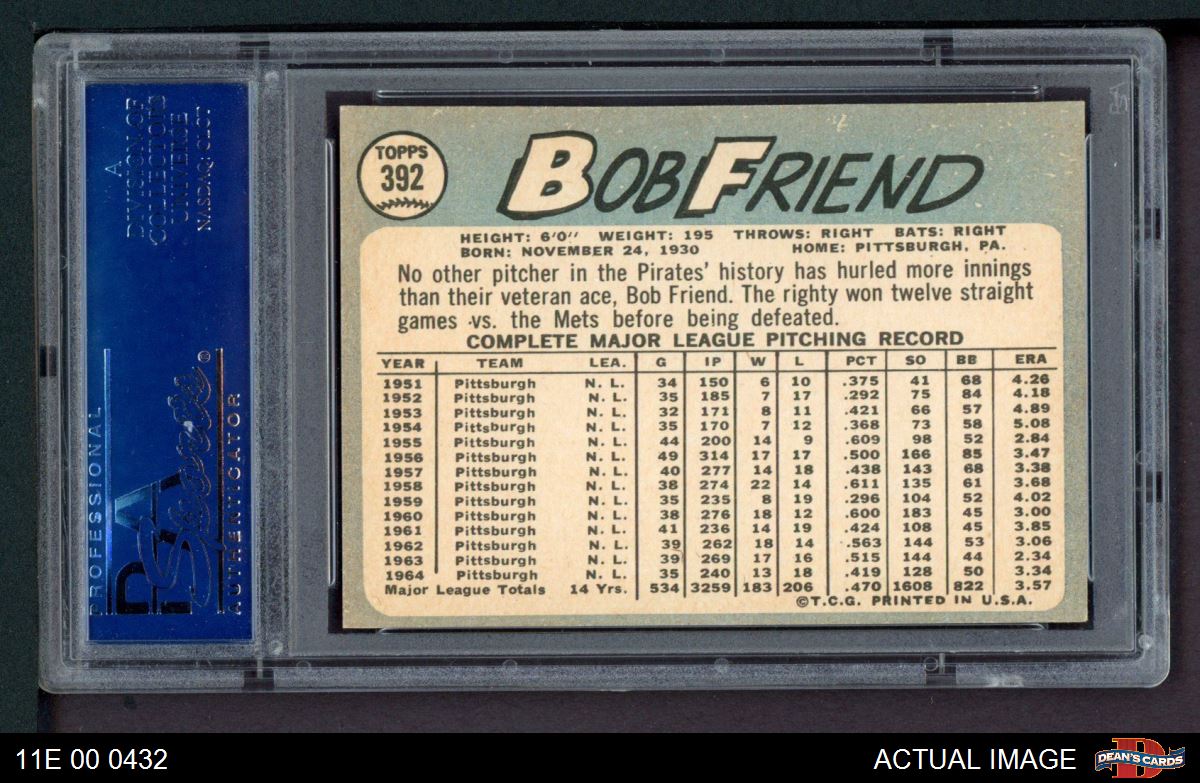 A
DIVISION OF
COLLECTORS
UNIVERSE
NASDAQ: CLCT
PROFESSIONAL
PSA
Sports
®
AUTHENTICATOR
TOPPS
392
BOB FRIEND
HEIGHT: 6'0" WEIGHT: 195 THROWS: RIGHT BATS: RIGHT
BORN: NOVEMBER 24, 1930 HOME: PITTSBURGH, PA.
No other pitcher in the Pirates' history has hurled more innings
than their veteran ace, Bob Friend. The righty won twelve straight
games vs. the Mets before being defeated.
COMPLETE MAJOR LEAGUE PITCHING RECORD
YEAR TEAM LEA. G IP W L PCT SO BB ERA
1951 Pittsburgh N. L. 34 150 6 10 .375 41 68 4.26
1952 Pittsburgh N. L. 35 185 7 17 .292 75 84 4.18
1953 Pittsburgh N. L. 32 171 8 11 .421 66 57 4.89
1954 Pittsburgh N. L. 35 170 7 12 .368 73 58 5.08
1955 Pittsburgh N. L. 44 200 14 9 .609 98 52 2.84
1956 Pittsburgh N. L. 49 314 17 17 .500 166 85 3.47
1957 Pittsburgh N. L. 40 277 14 18 .438 143 68 3.38
1958 Pittsburgh N. L. 38 274 22 14 .611 135 61 3.68
1959 Pittsburgh N. L. 35 235 8 19 .296 104 52 4.02
1960 Pittsburgh N. L. 38 276 18 12 .600 183 45 3.00
1961 Pittsburgh N. L. 41 236 14 19 .424 108 45 3.85
1962 Pittsburgh N. L. 39 262 18 14 .563 144 53 3.06
1963 Pittsburgh N. L. 39 269 17 16 .515 144 44 2.34
1964 Pittsburgh N. L. 35 240 13 18 .419 128 50 3.34
Major League Totals 14 Yrs. 534 3259 183 206 .470 1608 822 3.57
©T.C.G. PRINTED IN U.S.A.
11E 00 0432
ACTUAL IMAGE
DEAN'S CARDS